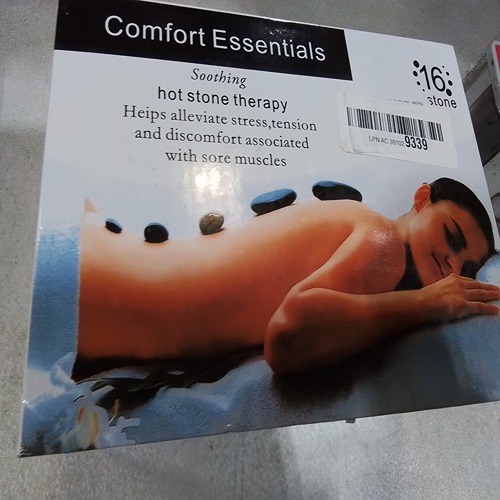 Comfort Essentials
Soothing
hot stone therapy
Heips alleviate stress,tension
and discomfort associated
with sore muscles
16
stone
9339